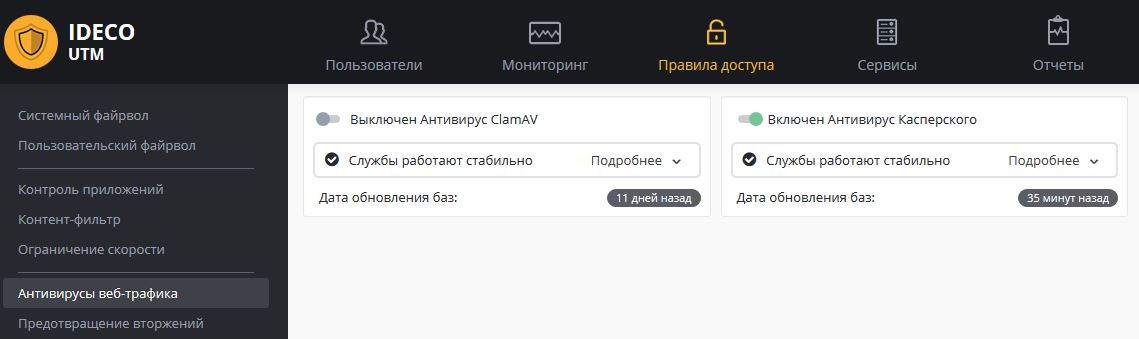 IDECO
UTM
Пользователи
Мониторинг
Правила доступа
Сервисы
Отчеты
Системный файрвол
Пользовательский файрвол
Контроль приложений
Контент-фильтр
Ограничение скорости
Антивирусы веб-трафика
Предотвращение вторжений
Выключен Антивирус ClamAV
Службы работают стабильно Подробнее
Дата обновления баз: 11 дней назад
Включен Антивирус Касперского
Службы работают стабильно Подробнее
Дата обновления баз: 35 минут назад